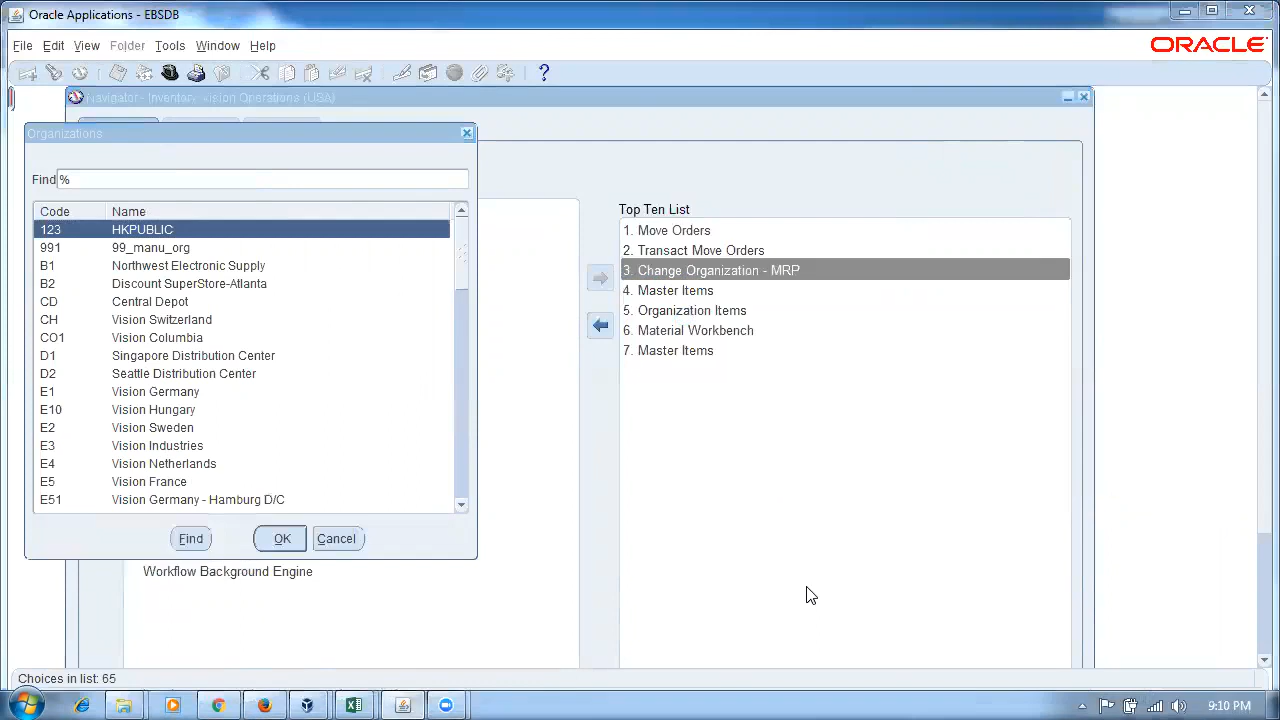 Oracle Applications - EBSDB
File Edit View Folder Tools Window Help
ORACLE
Navigator - Inventory Vision Operations (USA)
Organizations
Find %
Code Name
123 HKPUBLIC
991 99_manu_org
B1 Northwest Electronic Supply
B2 Discount SuperStore-Atlanta
CD Central Depot
CH Vision Switzerland
CO1 Vision Columbia
D1 Singapore Distribution Center
D2 Seattle Distribution Center
E1 Vision Germany
E10 Vision Hungary
E2 Vision Sweden
E3 Vision Industries
E4 Vision Netherlands
E5 Vision France
E51 Vision Germany - Hamburg D/C
Find OK Cancel
Workflow Background Engine
Top Ten List
1. Move Orders
2. Transact Move Orders
3. Change Organization - MRP
4. Master Items
5. Organization Items
6. Material Workbench
7. Master Items
Choices in list: 65
9:10 PM